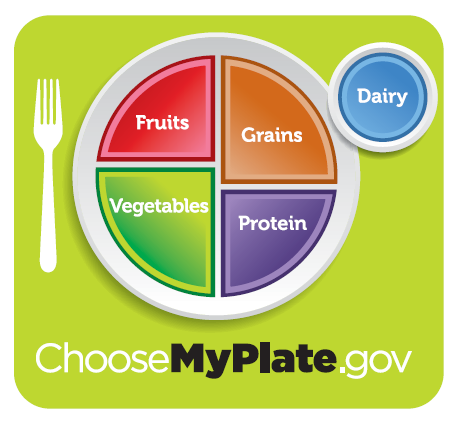 Fruits
Grains
Dairy
Vegetables
Protein
ChooseMyPlate.gov